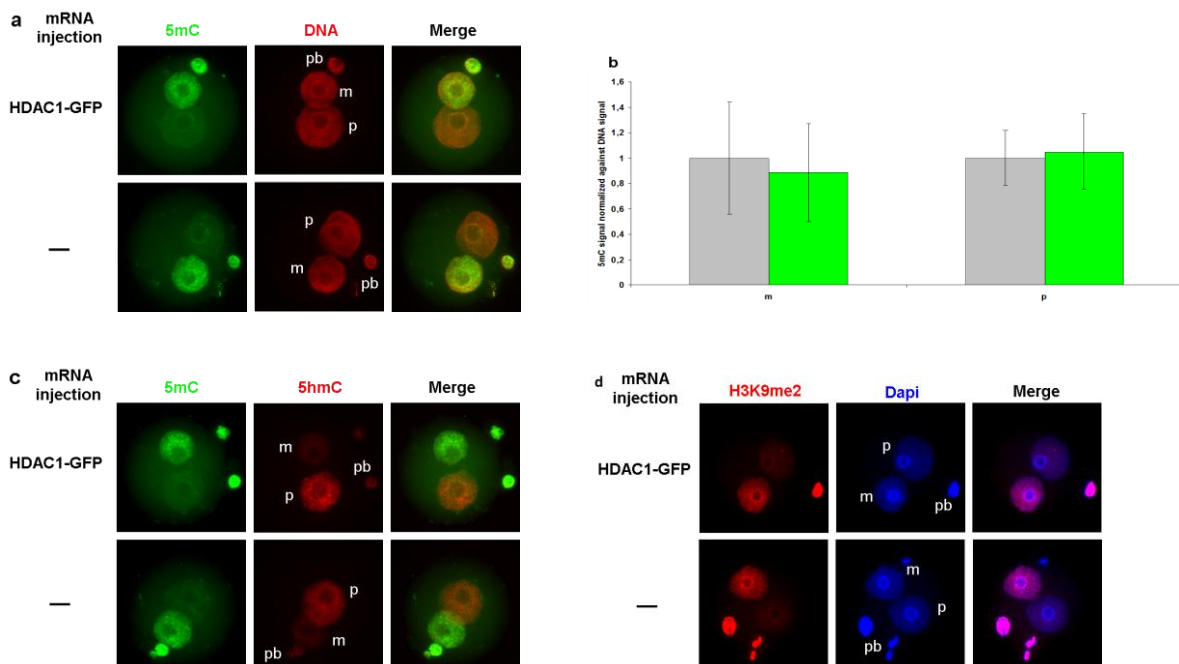 a
mRNA
injection
5mC
DNA
Merge
HDAC1-GFP
pb
m
p
—
p
m
pb
b
5mC signal normalized against DNA signal
1,6
1,4
1,2
1
0,8
0,6
0,4
0,2
0
m
p
c
mRNA
injection
5mC
5hmC
Merge
HDAC1-GFP
m
pb
p
—
p
m
pb
d
mRNA
injection
H3K9me2
Dapi
Merge
HDAC1-GFP
p
m
pb
—
m
p
pb